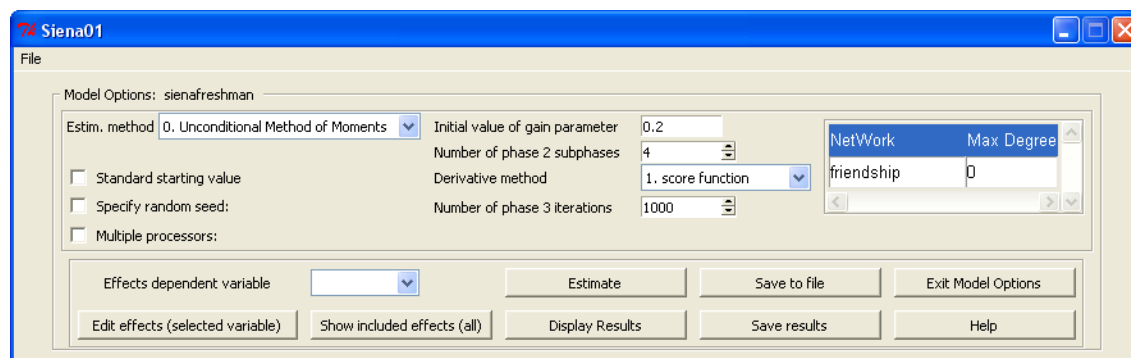 Siena01
File
Model Options: sienafreshman
Estim. method 0. Unconditional Method of Moments
Initial value of gain parameter 0.2
Number of phase 2 subphases 4
Standard starting value
Derivative method 1. score function
Specify random seed:
Number of phase 3 iterations 1000
Multiple processors:
NetWork Max Degree
friendship 0
Effects dependent variable
Estimate Save to file Exit Model Options
Edit effects (selected variable) Show included effects (all) Display Results Save results Help